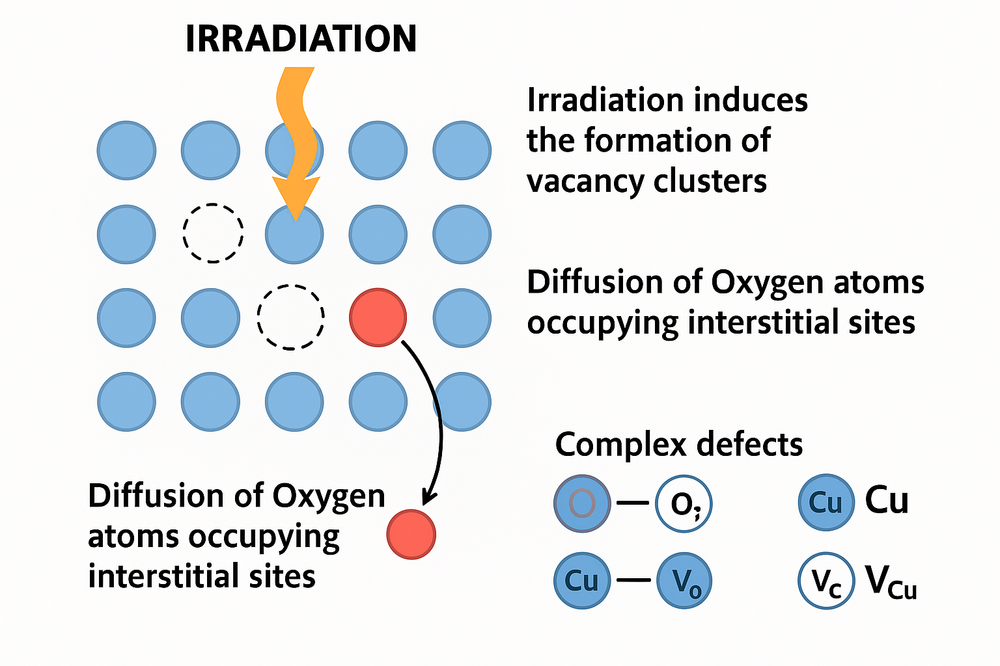 IRRADIATION
Irradiation induces
the formation of
vacancy clusters
Diffusion of Oxygen atoms
occupying interstitial sites
Diffusion of Oxygen
atoms occupying
interstitial sites
Complex defects
O — O; Cu Cu
Cu — Vo Vc VCu